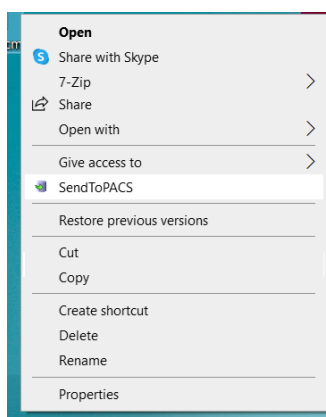 cm
Open
Share with Skype
7-Zip
Share
Open with
Give access to
SendToPACS
Restore previous versions
Cut
Copy
Create shortcut
Delete
Rename
Properties